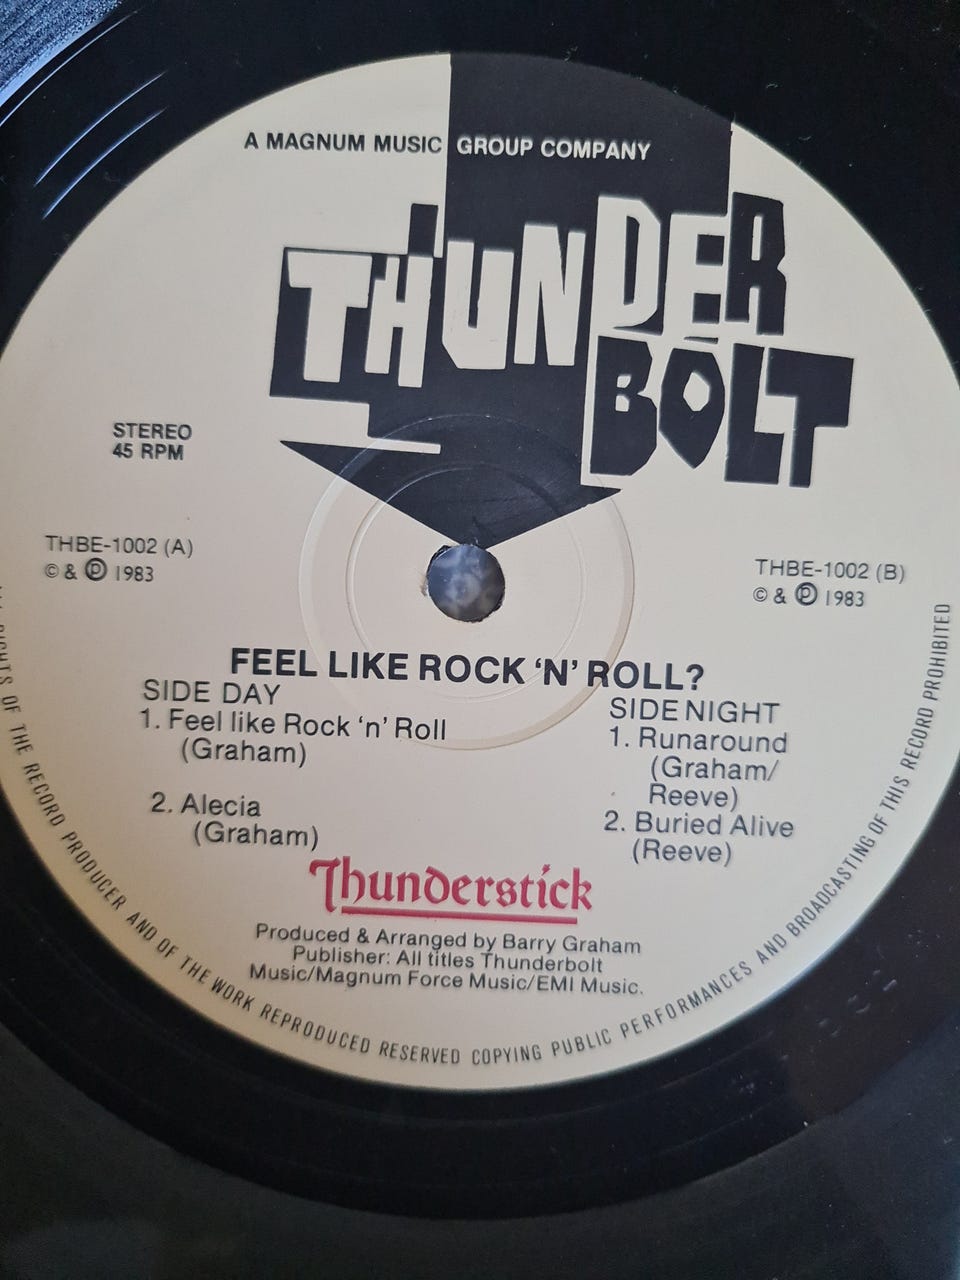 A MAGNUM MUSIC GROUP COMPANY
THUNDER
BOLT
STEREO
45 RPM
THBE-1002 (A)
© & ℗ 1983
THBE-1002 (B)
© & ℗ 1983
FEEL LIKE ROCK ‘N’ ROLL?
SIDE DAY
1. Feel like Rock ‘n’ Roll
(Graham)
2. Alecia
(Graham)
SIDE NIGHT
1. Runaround
(Graham/
Reeve)
2. Buried Alive
(Reeve)
Thunderstick
Produced & Arranged by Barry Graham
Publisher: All titles Thunderbolt
Music/Magnum Force Music/EMI Music.
RIGHTS OF THE RECORD PRODUCER AND OF THE WORK REPRODUCED RESERVED COPYING PUBLIC PERFORMANCES AND BROADCASTING OF THIS RECORD PROHIBITED